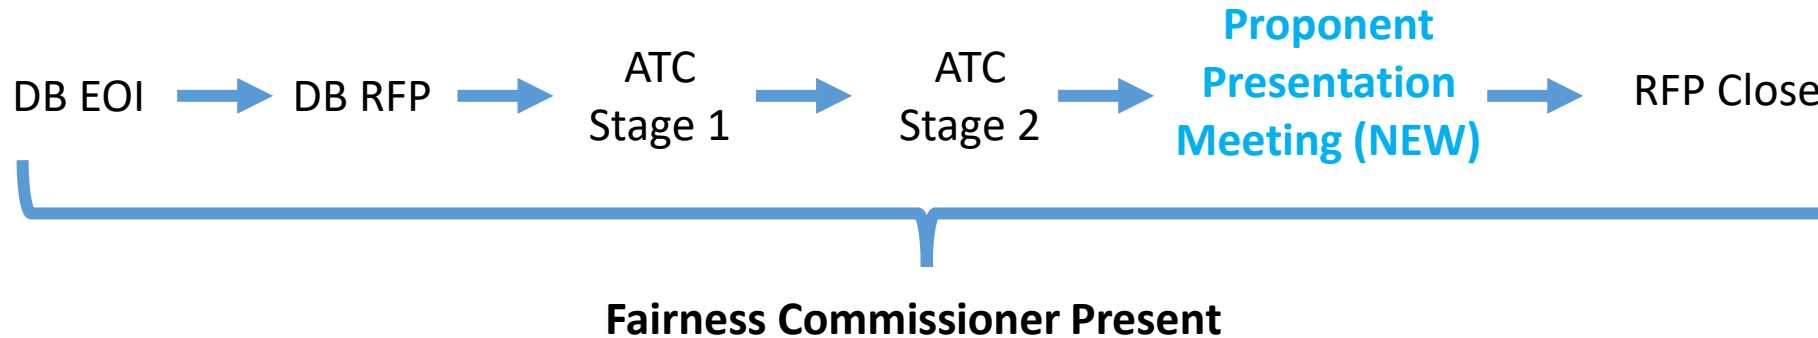 DB EOI
DB RFP
ATC
Stage 1
ATC
Stage 2
Proponent
Presentation
Meeting (NEW)
RFP Close
Fairness Commissioner Present